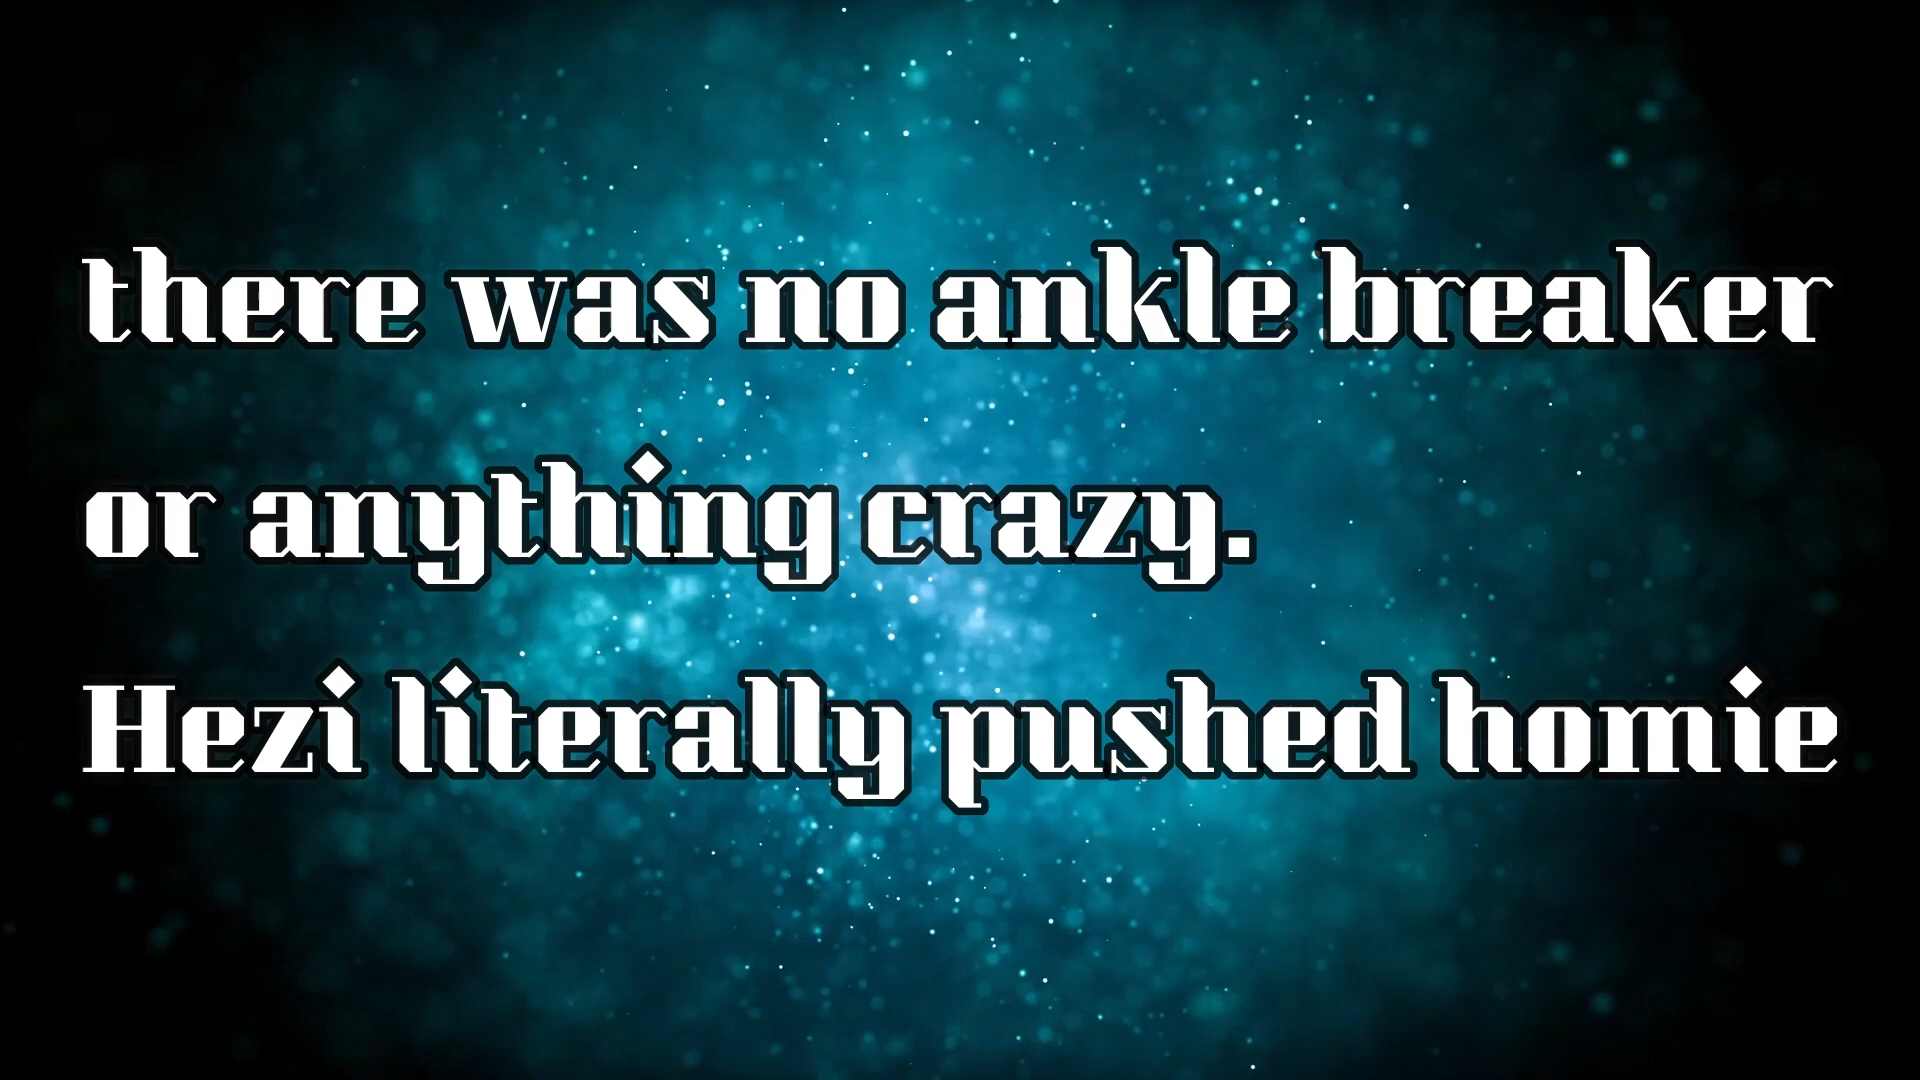 there was no ankle breaker
or anything crazy.
Hezi literally pushed homie